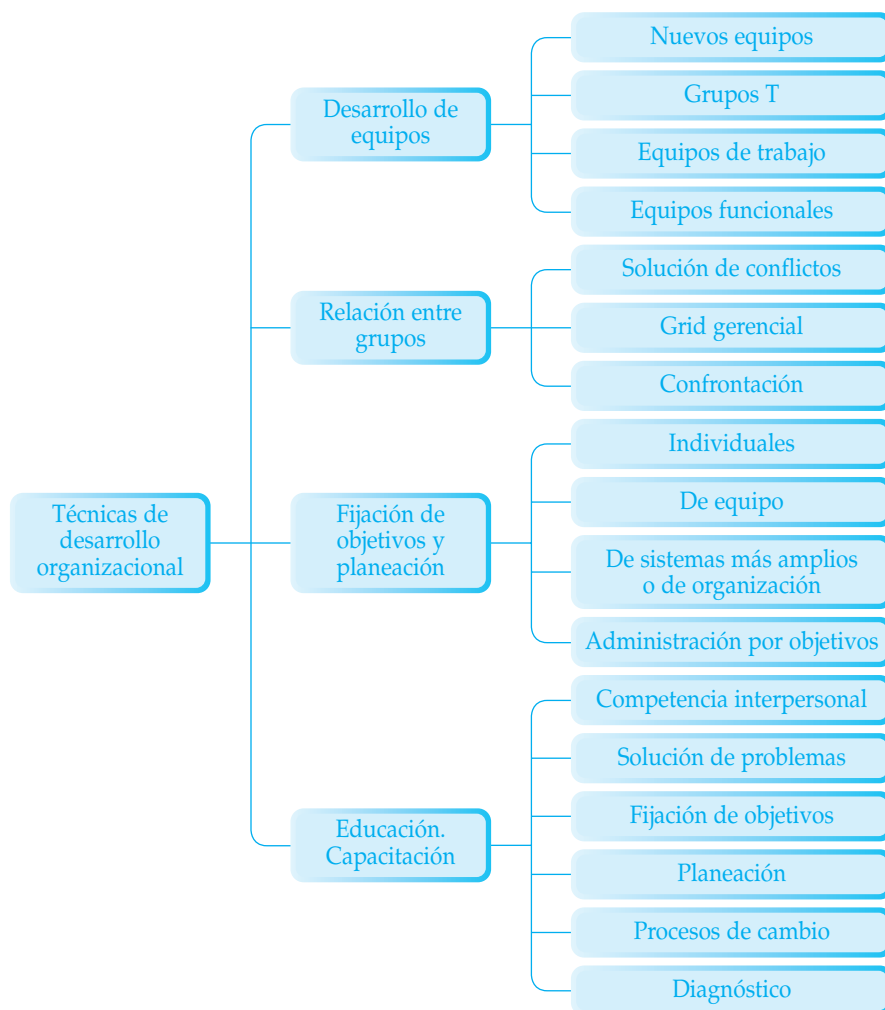 Técnicas de
desarrollo
organizacional
Desarrollo de
equipos
Nuevos equipos
Grupos T
Equipos de trabajo
Equipos funcionales
Relación entre
grupos
Solución de conflictos
Grid gerencial
Confrontación
Fijación de
objetivos y
planeación
Individuales
De equipo
De sistemas más amplios
o de organización
Administración por objetivos
Educación.
Capacitación
Competencia interpersonal
Solución de problemas
Fijación de objetivos
Planeación
Procesos de cambio
Diagnóstico